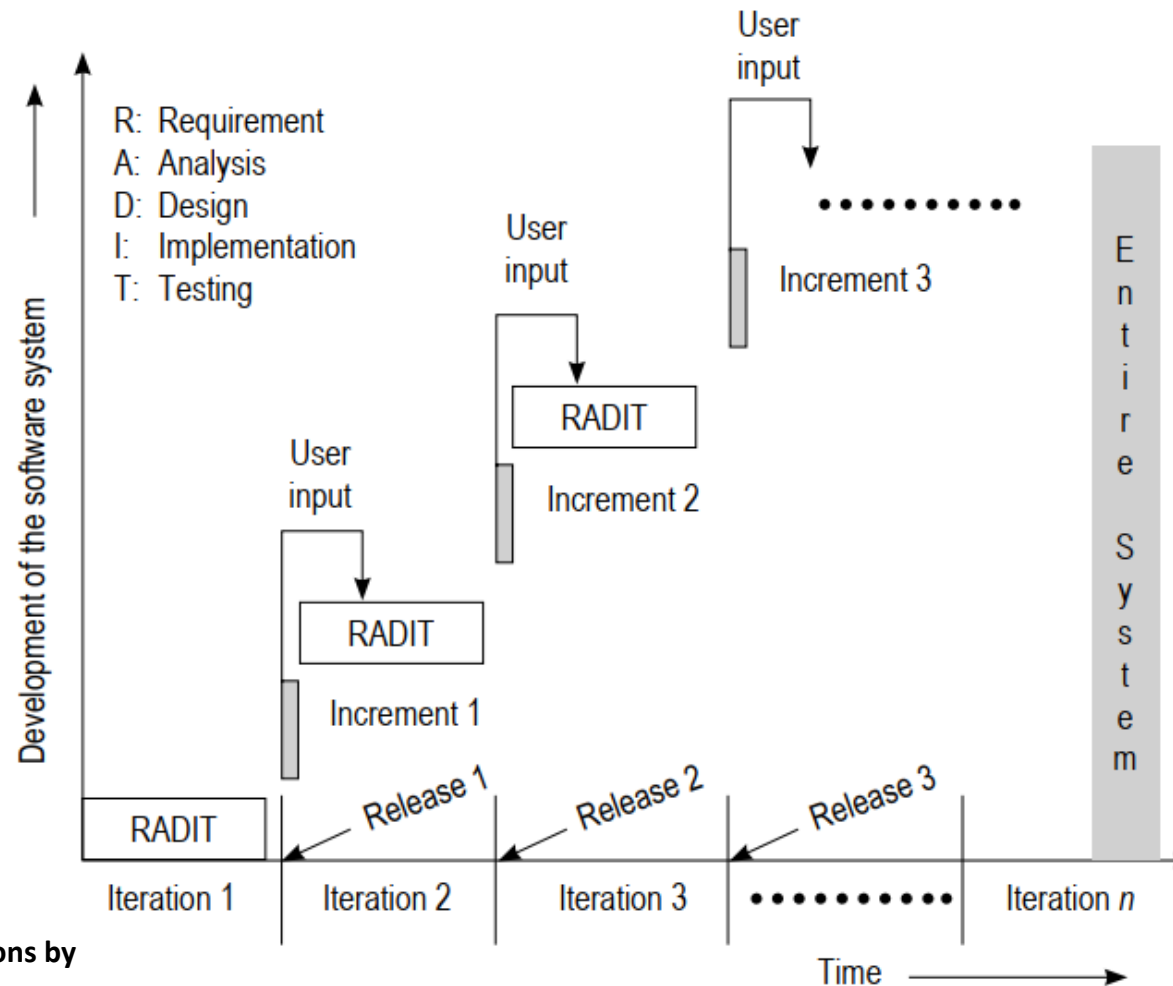 User
input
R: Requirement
A: Analysis
D: Design
I: Implementation
T: Testing
Development of the software system
User
input
Increment 3
RADIT
User
input
Increment 2
RADIT
Increment 1
Entire System
RADIT
Release 1
Release 2
Release 3
Iteration 1
Iteration 2
Iteration 3
Iteration n
ons by
Time